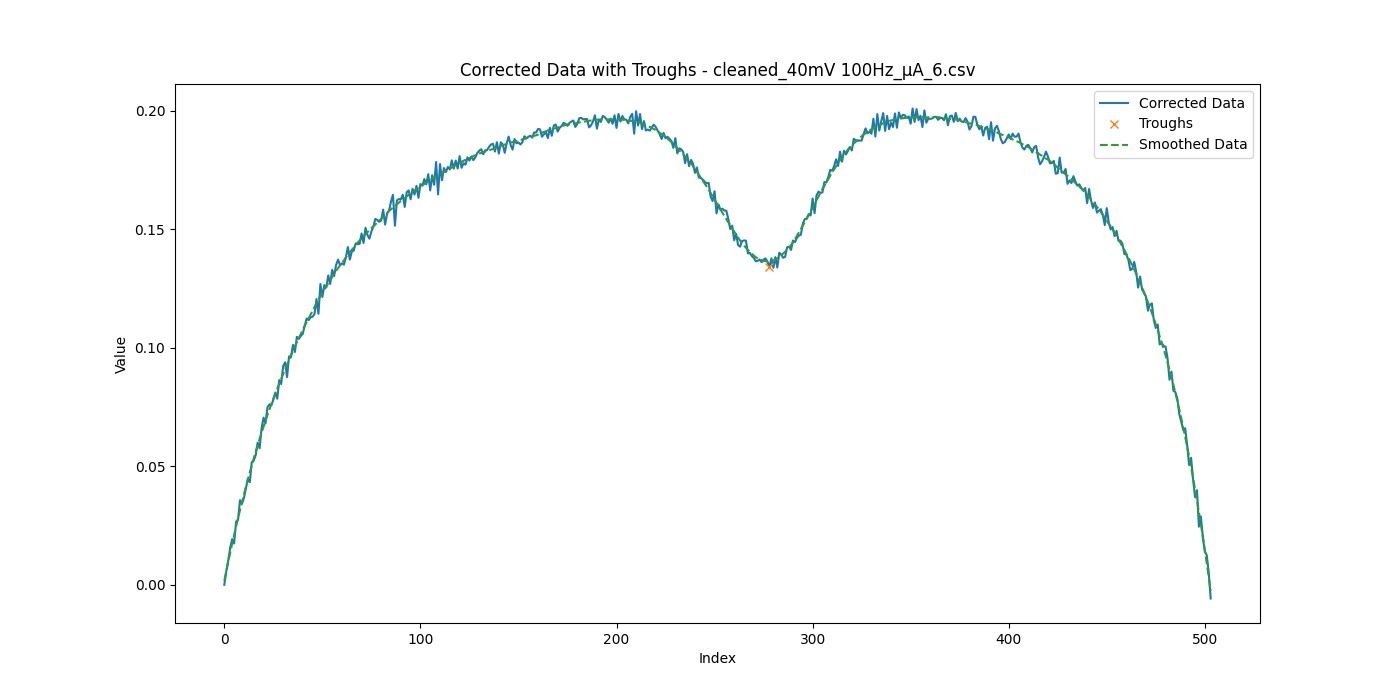 Corrected Data with Troughs - cleaned_40mV 100Hz_µA_6.csv
Corrected Data
Troughs
Smoothed Data
Value
0.20
0.15
0.10
0.05
0.00
0
100
200
300
400
500
Index